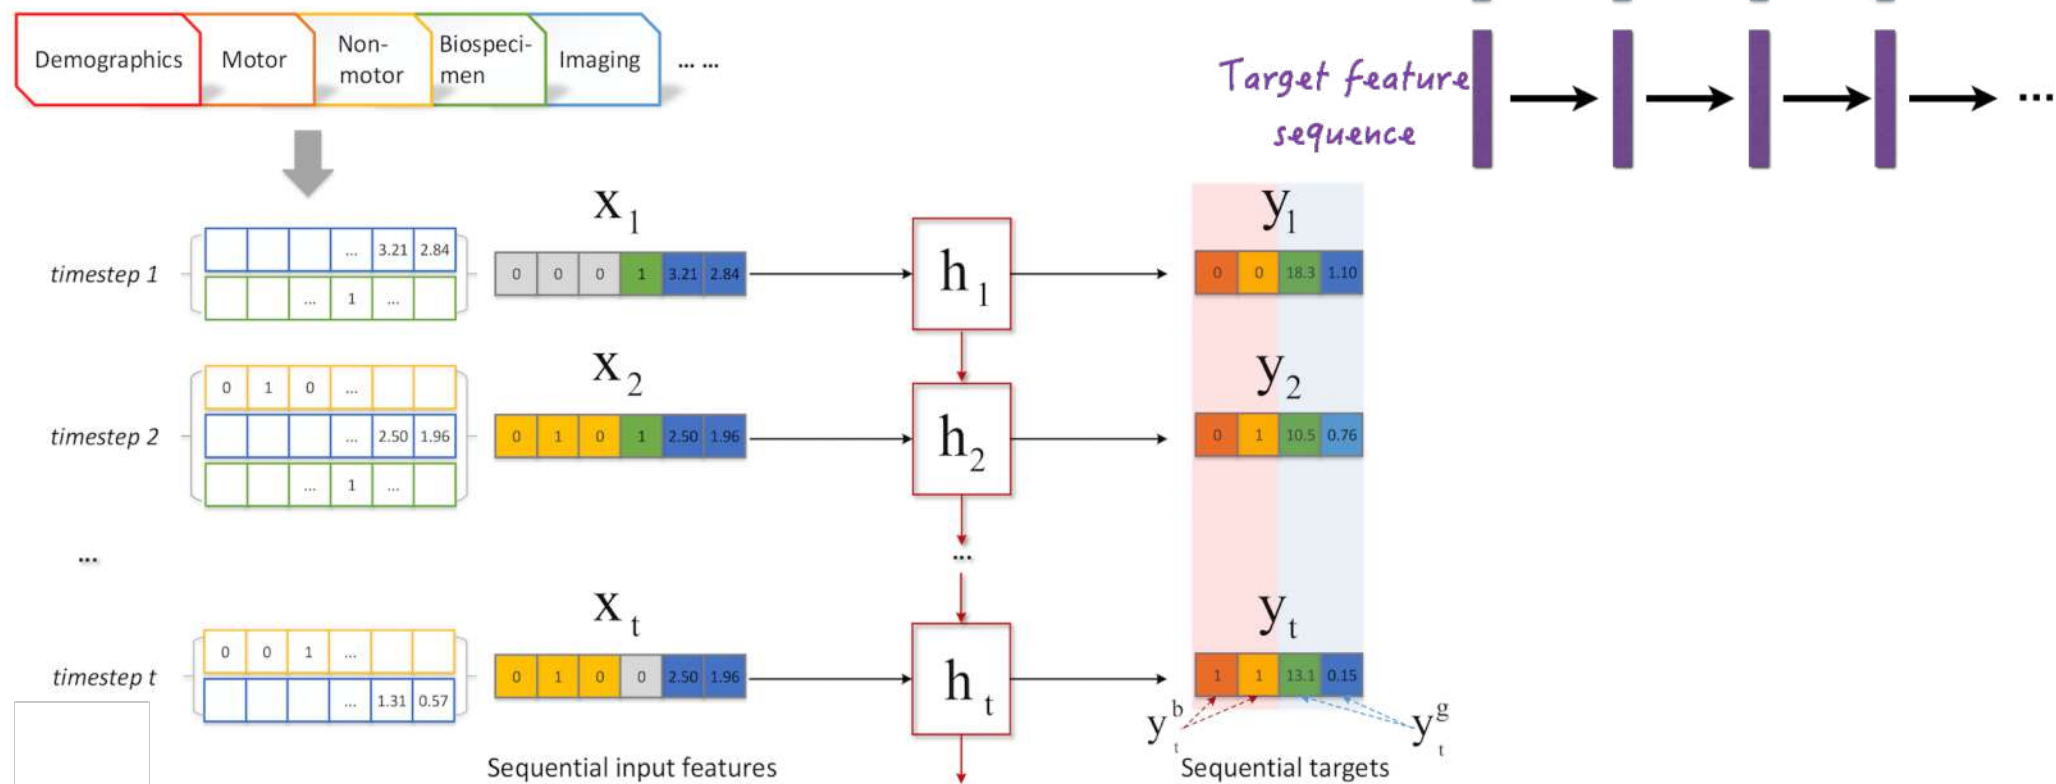 Demographics
Motor
Non-
motor
Biospeci-
men
Imaging
... ...
Target feature
sequence
...
x1
y1
timestep 1
... 3.21 2.84
... 1 ...
0 0 0 1 3.21 2.84
h1
0 0 18.3 1.10
x2
y2
timestep 2
0 1 0 ...
... 2.50 1.96
... 1 ...
0 1 0 1 2.50 1.96
h2
0 1 10.5 0.76
...
...
xt
yt
timestep t
0 0 1 ...
... 1.31 0.57
0 1 0 0 2.50 1.96
ht
1 1 13.1 0.15
y b t
y g t
Sequential input features
Sequential targets